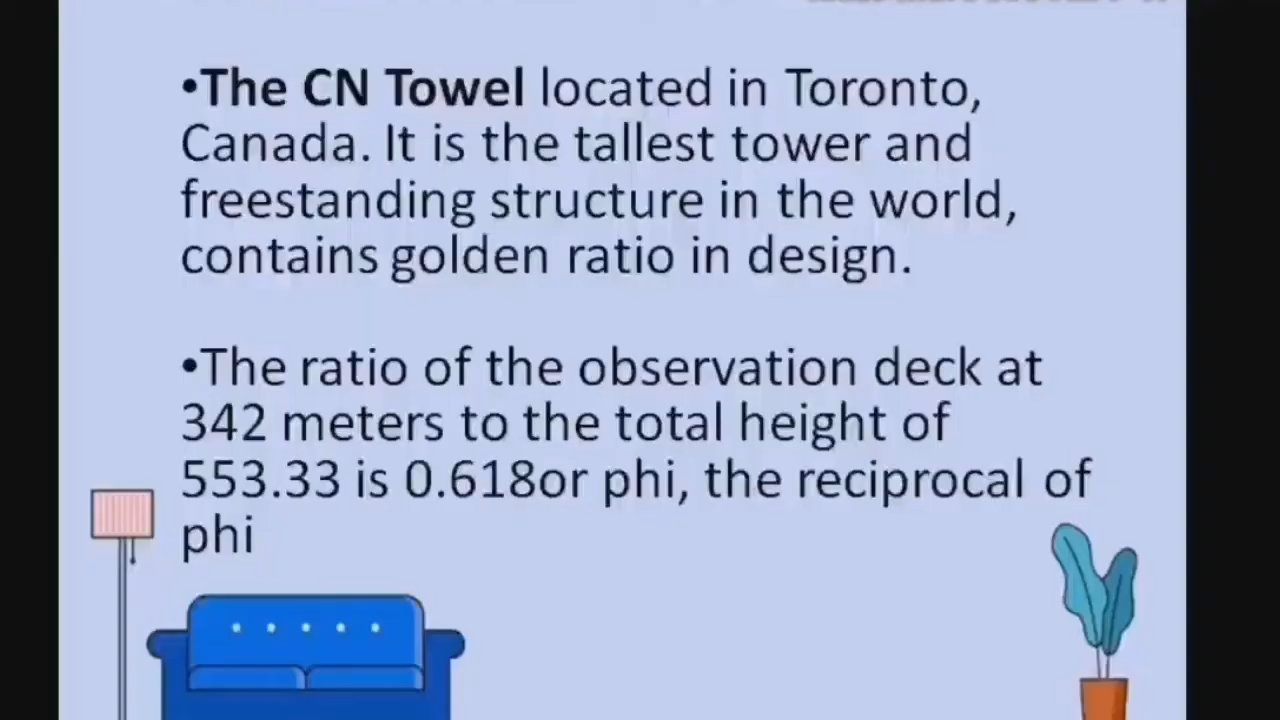 •The CN Towel located in Toronto,
Canada. It is the tallest tower and
freestanding structure in the world,
contains golden ratio in design.
•The ratio of the observation deck at
342 meters to the total height of
553.33 is 0.618or phi, the reciprocal of
phi